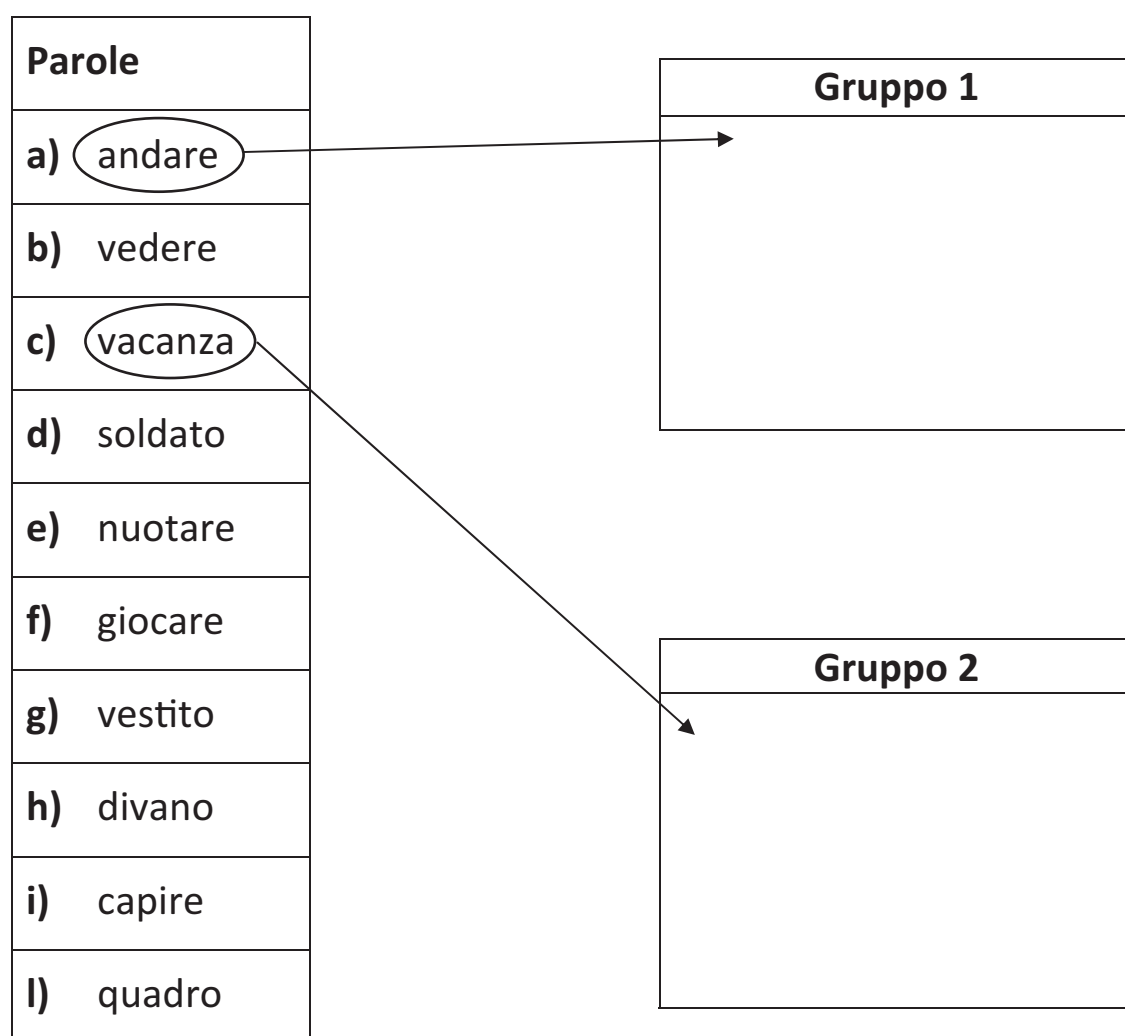 Parole
a) andare
b) vedere
c) vacanza
d) soldato
e) nuotare
f) giocare
g) vestito
h) divano
i) capire
l) quadro
Gruppo 1
Gruppo 2